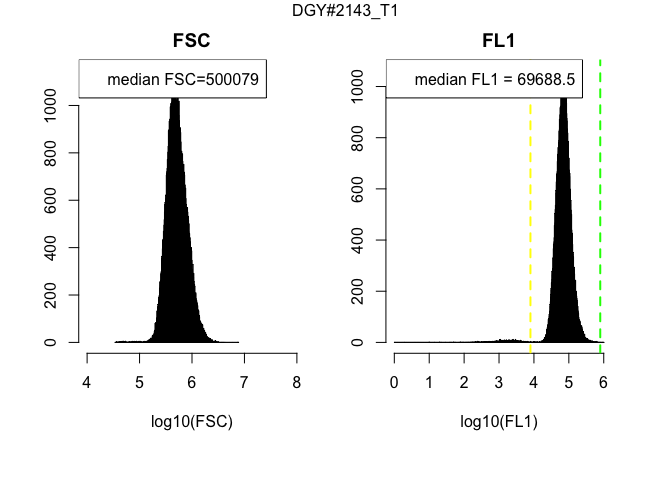 DGY#2143_T1
FSC
median FSC=500079
0
200
400
600
800
1000
4 5 6 7 8
log10(FSC)
FL1
median FL1 = 69688.5
0
200
400
600
800
1000
0 1 2 3 4 5 6
log10(FL1)